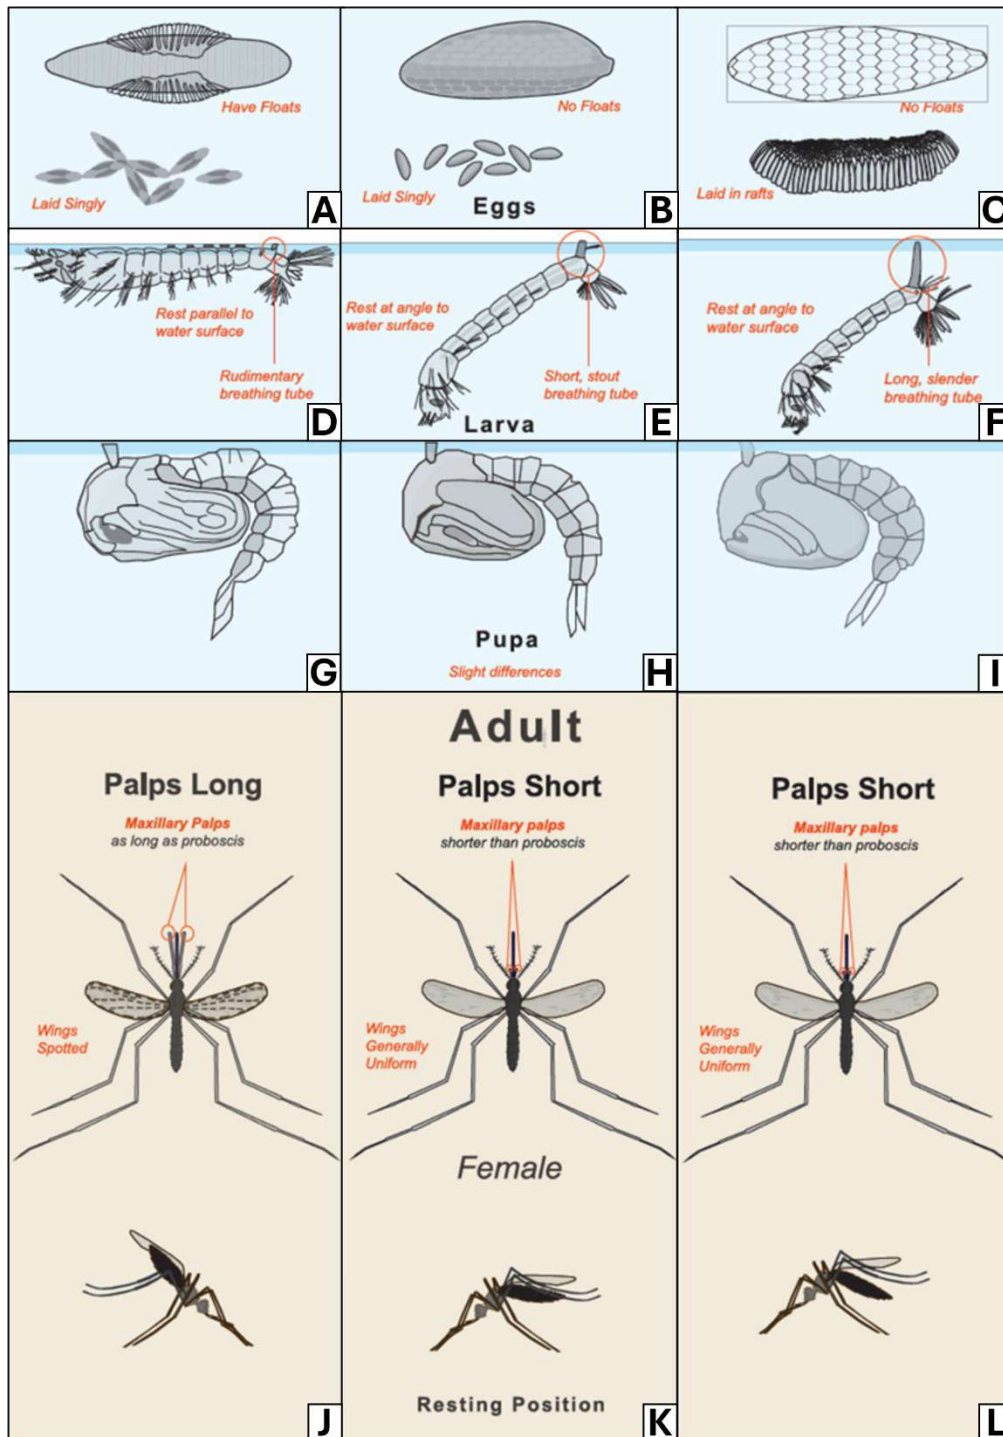 Have Floats
Laid Singly
A
No Floats
Laid Singly
Eggs
B
No Floats
Laid in rafts
C
Rest parallel to
water surface
Rudimentary
breathing tube
D
Rest at angle to
water surface
Short, stout
breathing tube
Larva
E
Rest at angle to
water surface
Long, slender
breathing tube
F
G
Pupa
Slight differences
H
I
Adult
Palps Long
Maxillary Palps
as long as proboscis
Wings
Spotted
J
Palps Short
Maxillary palps
shorter than proboscis
Wings
Generally
Uniform
Female
Resting Position
K
Palps Short
Maxillary palps
shorter than proboscis
Wings
Generally
Uniform
L